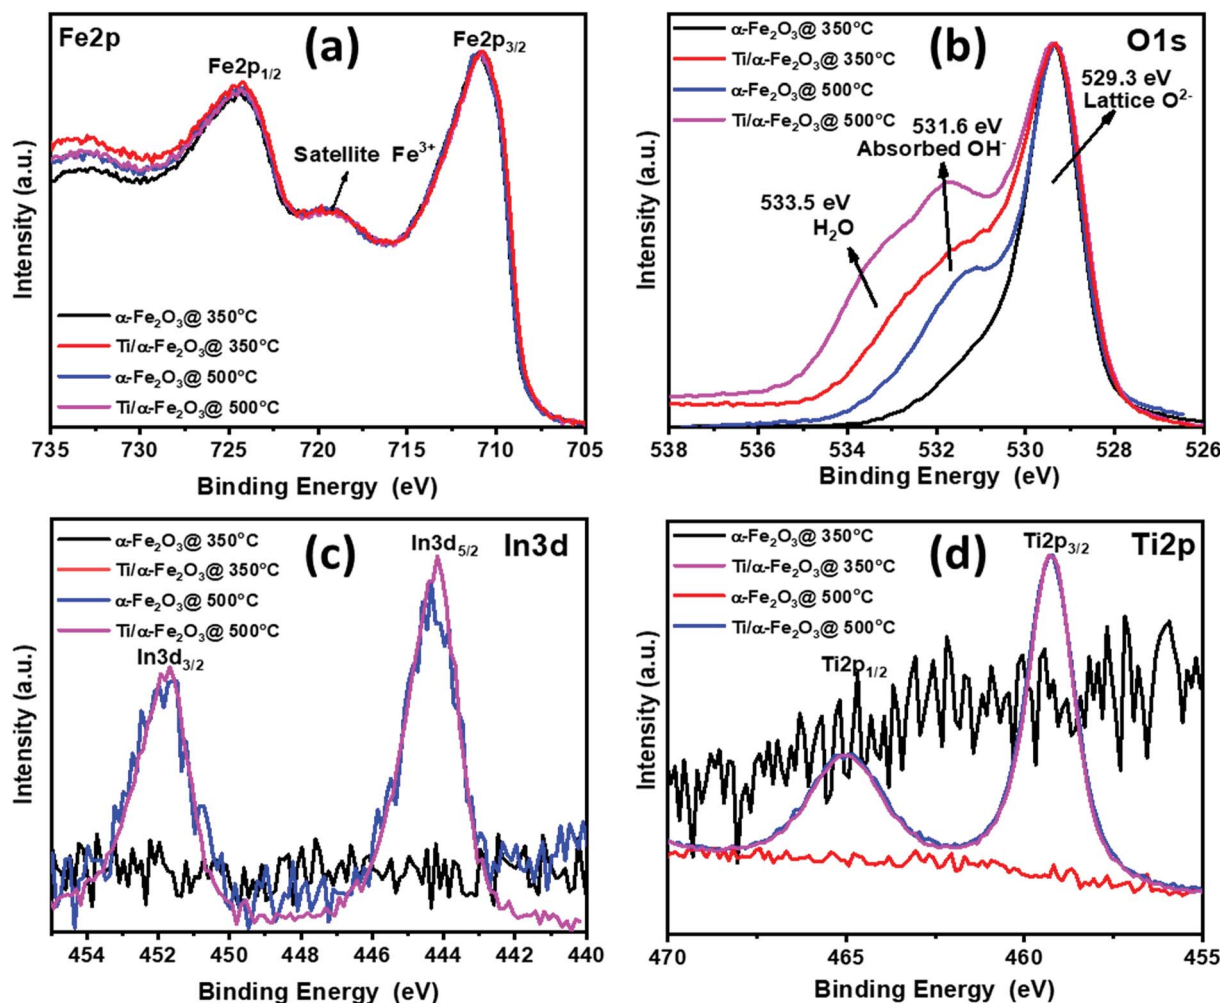 Fe2p
(a)
Fe2p₃/₂
Fe2p₁/₂
Satellite Fe³⁺
α-Fe₂O₃@ 350°C
Ti/α-Fe₂O₃@ 350°C
α-Fe₂O₃@ 500°C
Ti/α-Fe₂O₃@ 500°C
Intensity (a.u.)
735 730 725 720 715 710 705
Binding Energy (eV)
α-Fe₂O₃@ 350°C
Ti/α-Fe₂O₃@ 350°C
α-Fe₂O₃@ 500°C
Ti/α-Fe₂O₃@ 500°C
(b)
O1s
529.3 eV
Lattice O²⁻
531.6 eV
Absorbed OH⁻
533.5 eV
H₂O
Intensity (a.u.)
538 536 534 532 530 528 526
Binding Energy (eV)
α-Fe₂O₃@ 350°C
Ti/α-Fe₂O₃@ 350°C
α-Fe₂O₃@ 500°C
Ti/α-Fe₂O₃@ 500°C
(c)
In3d₅/₂
In3d
In3d₃/₂
Intensity (a.u.)
454 452 450 448 446 444 442 440
Binding Energy (eV)
α-Fe₂O₃@ 350°C
Ti/α-Fe₂O₃@ 350°C
α-Fe₂O₃@ 500°C
Ti/α-Fe₂O₃@ 500°C
(d)
Ti2p₃/₂
Ti2p
Ti2p₁/₂
Intensity (a.u.)
470 465 460 455
Binding Energy (eV)